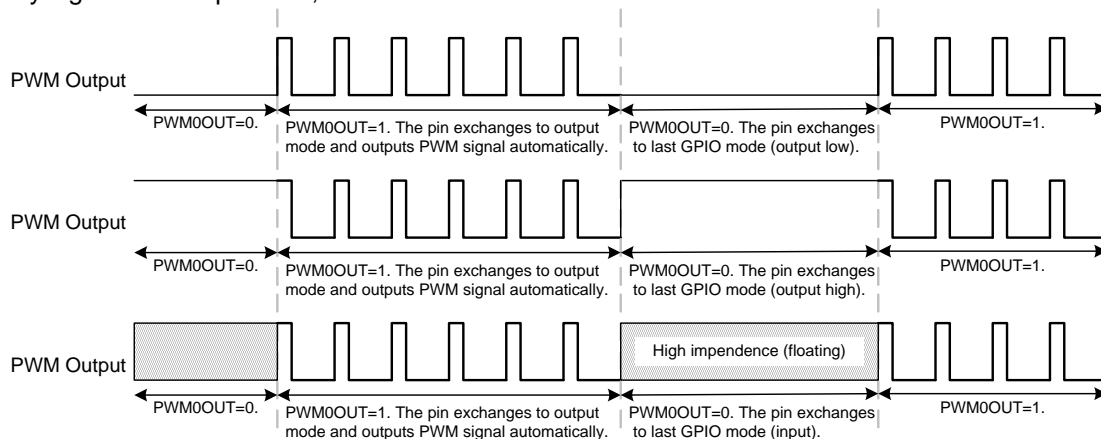 PWM Output
PWM0OUT=0.
PWM0OUT=1. The pin exchanges to output
mode and outputs PWM signal automatically.
PWM0OUT=0. The pin exchanges
to last GPIO mode (output low).
PWM0OUT=1.
PWM Output
PWM0OUT=0.
PWM0OUT=1. The pin exchanges to output
mode and outputs PWM signal automatically.
PWM0OUT=0. The pin exchanges
to last GPIO mode (output high).
PWM0OUT=1.
PWM Output
High impendence (floating)
PWM0OUT=0.
PWM0OUT=1. The pin exchanges to output
mode and outputs PWM signal automatically.
PWM0OUT=0. The pin exchanges
to last GPIO mode (input).
PWM0OUT=1.